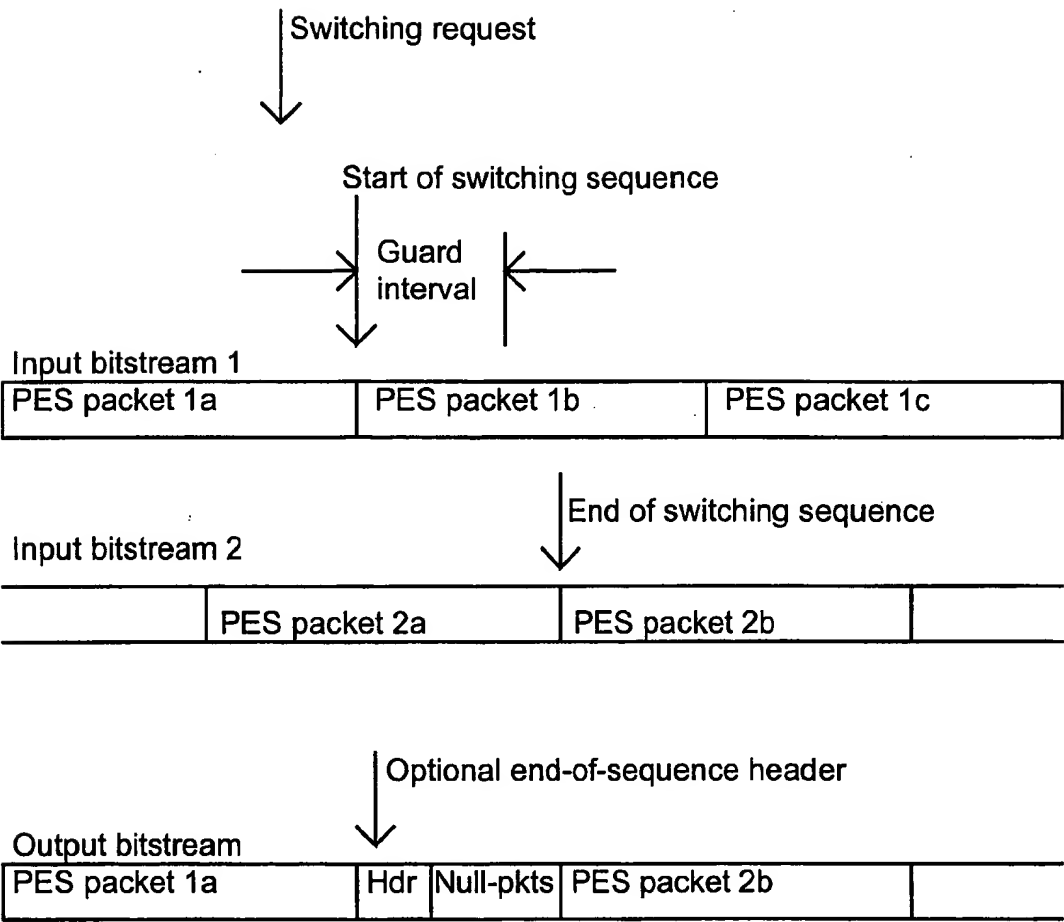 Switching request
Start of switching sequence
Guard
interval
Input bitstream 1
PES packet 1a
PES packet 1b
PES packet 1c
End of switching sequence
Input bitstream 2
PES packet 2a
PES packet 2b
Optional end-of-sequence header
Output bitstream
PES packet 1a
Hdr
Null-pkts
PES packet 2b